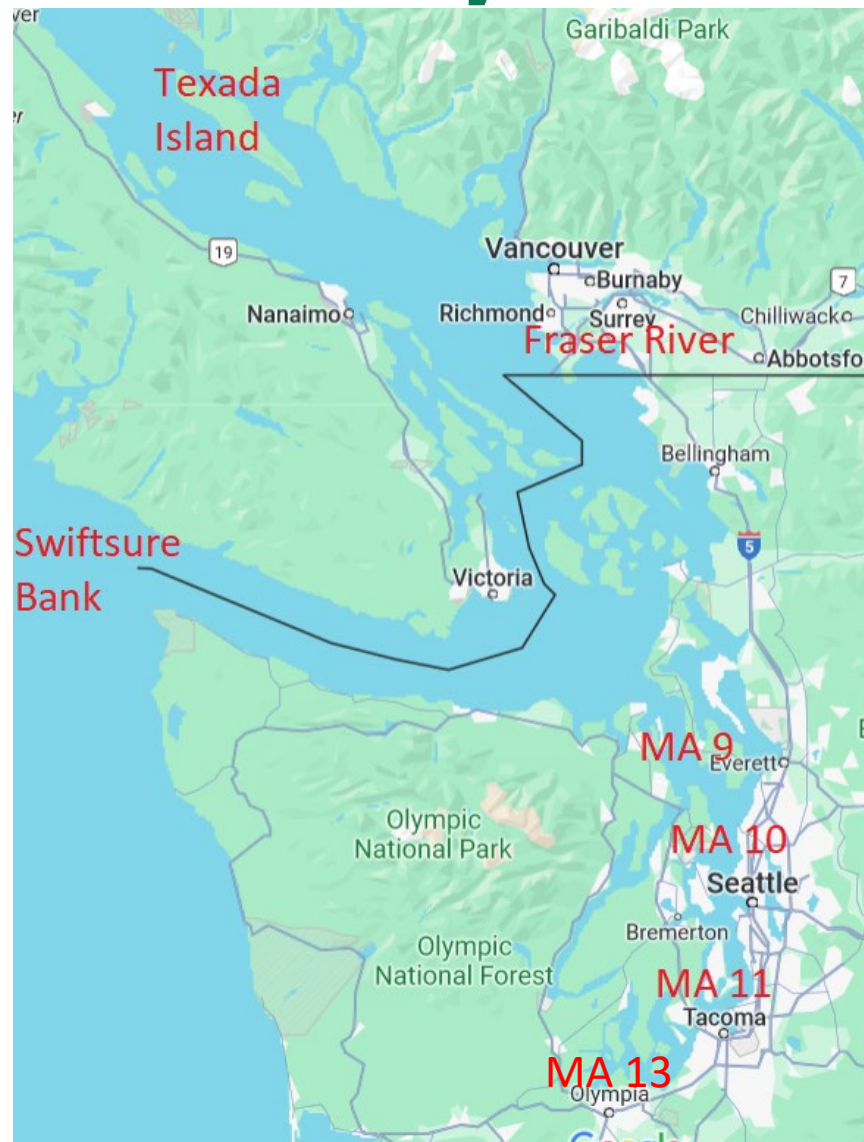 ver
Garibaldi Park
Texada
Island
er
19
Vancouver
Burnaby
7
Nanaimo
Richmond
Surrey
Chilliwack
Fraser River
Abbotsfo
Bellingham
Swiftsure
Bank
5
Victoria
MA 9
Everett
E
Olympic
National Park
MA 10
Seattle
Bremerton
Olympic
National Forest
MA 11
Tacoma
MA 13
Olympia